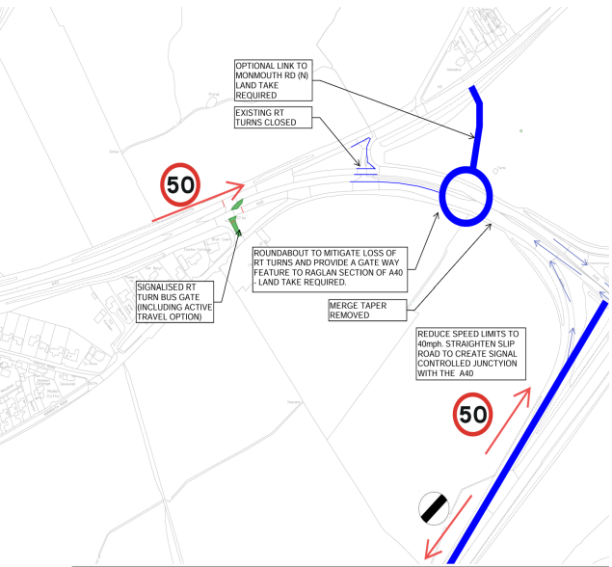 OPTIONAL LINK TO
MONMOUTH RD (N)
LAND TAKE
REQUIRED
EXISTING RT
TURNS CLOSED
50
ROUNDABOUT TO MITIGATE LOSS OF
RT TURNS AND PROVIDE A GATE WAY
FEATURE TO RAGLAN SECTION OF A40
- LAND TAKE REQUIRED.
SIGNALISED RT
TURN BUS GATE
(INCLUDING ACTIVE
TRAVEL OPTION)
MERGE TAPER
REMOVED
REDUCE SPEED LIMITS TO
40mph. STRAIGHTEN SLIP
ROAD TO CREATE SIGNAL
CONTROLLED JUNCTYION
WITH THE A40
50